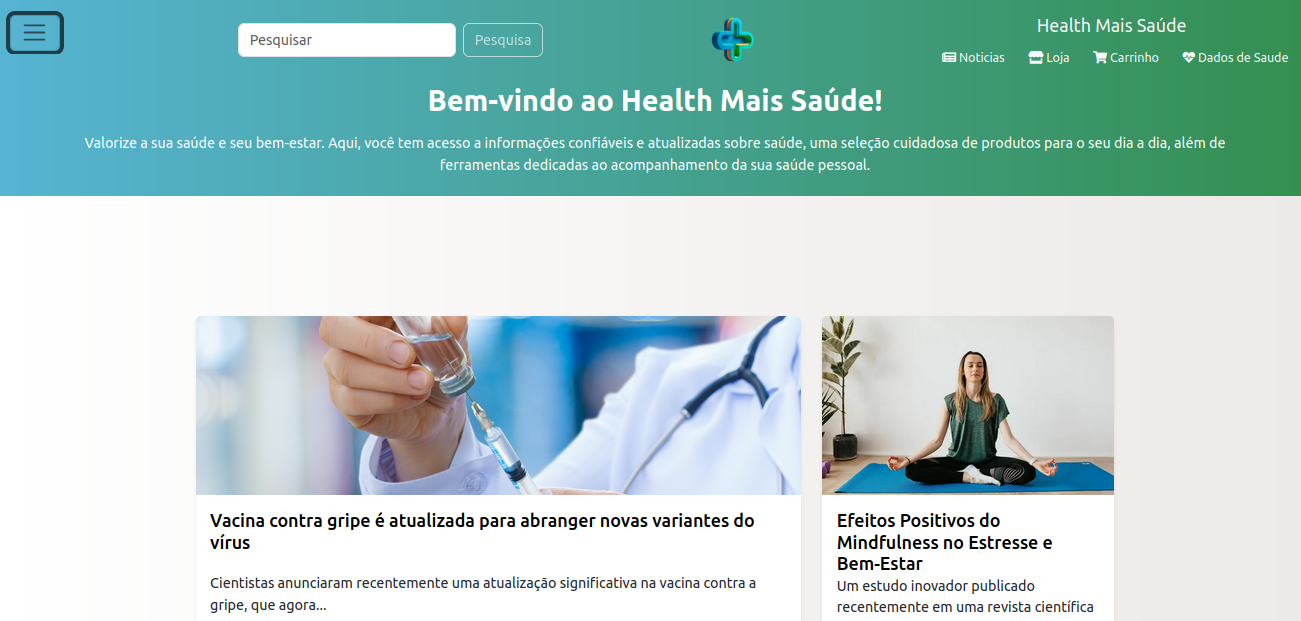 Pesquisar
Pesquisa
Health Mais Saúde
Noticias
Loja
Carrinho
Dados de Saude
Bem-vindo ao Health Mais Saúde!
Valorize a sua saúde e seu bem-estar. Aqui, você tem acesso a informações confiáveis e atualizadas sobre saúde, uma seleção cuidadosa de produtos para o seu dia a dia, além de
ferramentas dedicadas ao acompanhamento da sua saúde pessoal.
Vacina contra gripe é atualizada para abranger novas variantes do
vírus
Cientistas anunciaram recentemente uma atualização significativa na vacina contra a
gripe, que agora...
Efeitos Positivos do
Mindfulness no Estresse e
Bem-Estar
Um estudo inovador publicado
recentemente em uma revista científica